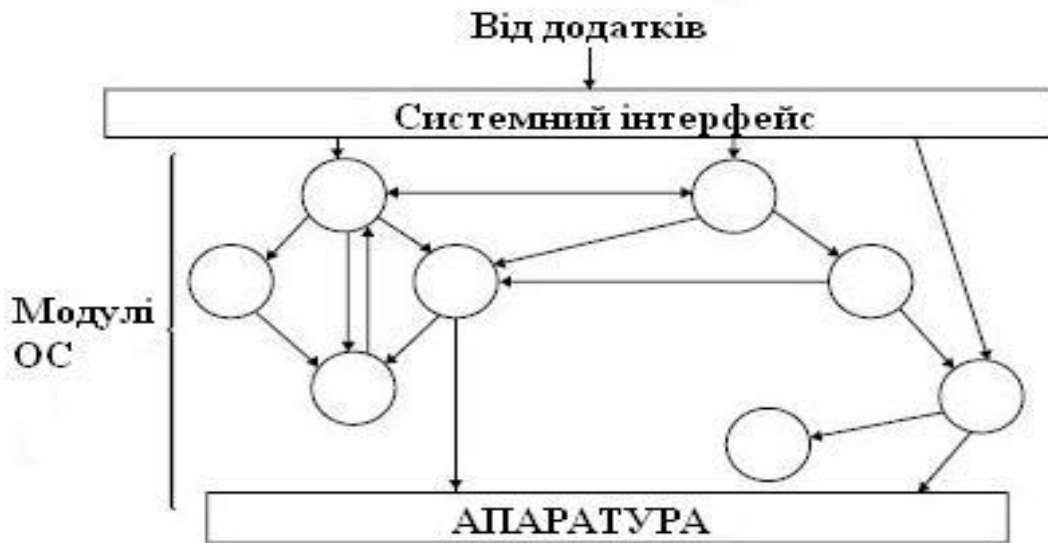 Від додатків
Системний інтерфейс
Модулі
ОС
АПАРАТУРА